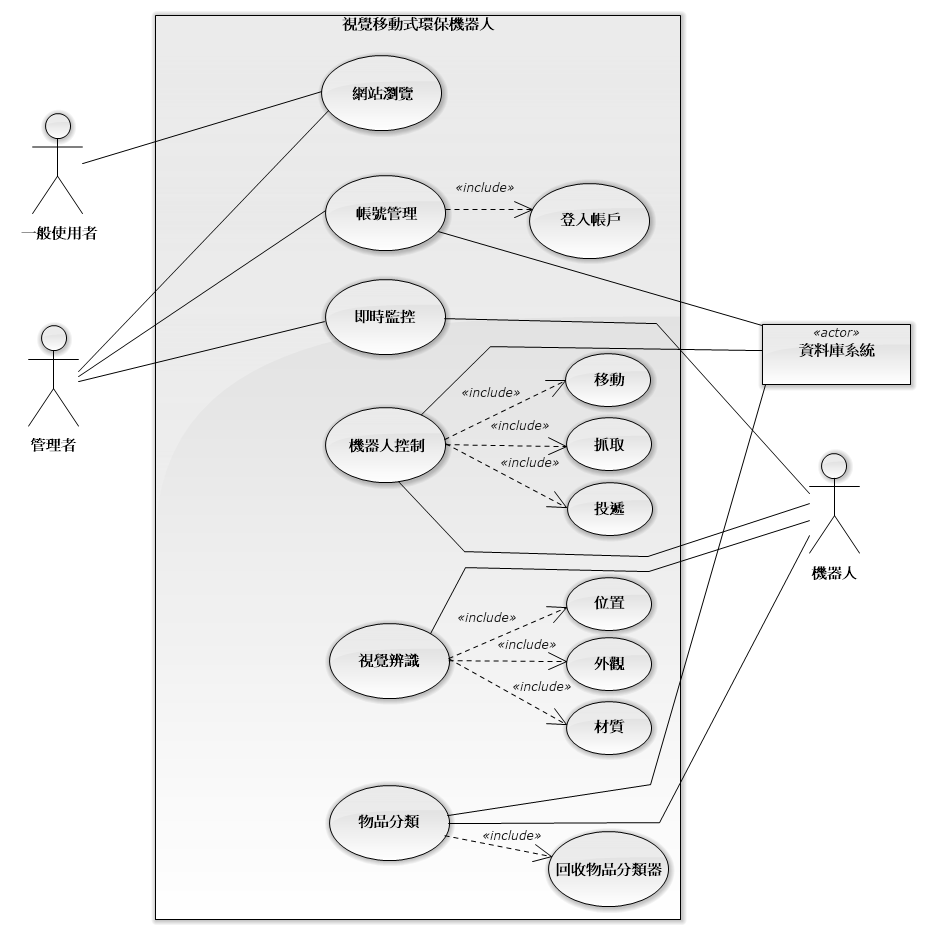 視覺移動式環保機器人
網站瀏覽
一般使用者
帳號管理
«include»
登入帳戶
即時監控
«actor»
資料庫系統
管理者
機器人控制
«include»
移動
«include»
抓取
«include»
投遞
機器人
視覺辨識
«include»
位置
«include»
外觀
«include»
材質
物品分類
«include»
回收物品分類器